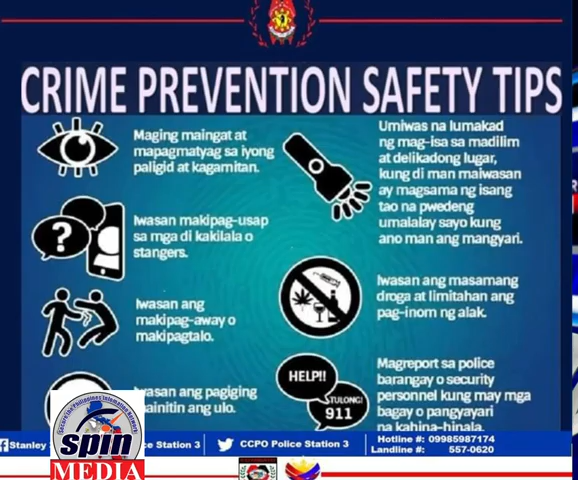 CRIME PREVENTION SAFETY TIPS
Maging maingat at
mapagmatyag sa iyong
paligid at kagamitan.
Iwasan makipag-usap
sa mga di kakilala o
stangers.
Iwasan ang
makipag-away o
makipagtalo.
Iwasan ang pagiging
mainitin ang ulo.
Umiwas na lumakad
ng mag-isa sa madilim
at delikadong lugar,
kung di man maiwasan
ay magsama ng isang
tao na pwedeng
umalalay sayo kung
ano man ang mangyari.
Iwasan ang masamang
droga at limitahan ang
pag-inom ng alak.
HELP!!
TULONG!
911
Magreport sa police
barangay o security
personnel kung may mga
bagay o pangyayari
na kahina-hinala.
Stanley
ce Station 3
CCPO Police Station 3
Hotline #: 09985987174
Landline #: 557-0620
spin
MEDIA